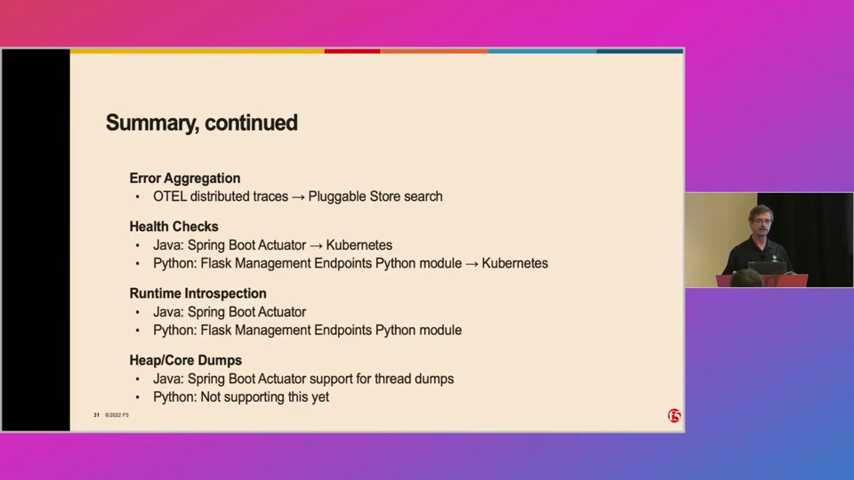 Summary, continued
Error Aggregation
• OTEL distributed traces → Pluggable Store search
Health Checks
• Java: Spring Boot Actuator → Kubernetes
• Python: Flask Management Endpoints Python module → Kubernetes
Runtime Introspection
• Java: Spring Boot Actuator
• Python: Flask Management Endpoints Python module
Heap/Core Dumps
• Java: Spring Boot Actuator support for thread dumps
• Python: Not supporting this yet
31 ©2022 F5
f5